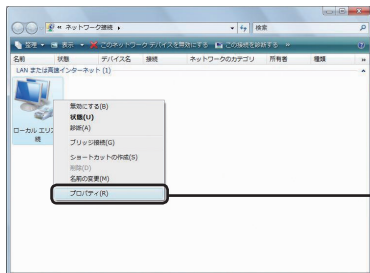 « ネットワーク接続 ▸
検索
整理 ▾ 表示 ▾ このネットワーク デバイスを無効にする この接続を診断する »
名前 状態 デバイス名 接続 ネットワークのカテゴリ 所有者 種類 »
LAN または高速インターネット (1)
無効にする(B)
状態(U)
診断(A)
ブリッジ接続(G)
ショートカットの作成(S)
削除(D)
名前の変更(M)
プロパティ(R)
ローカル エリア
続